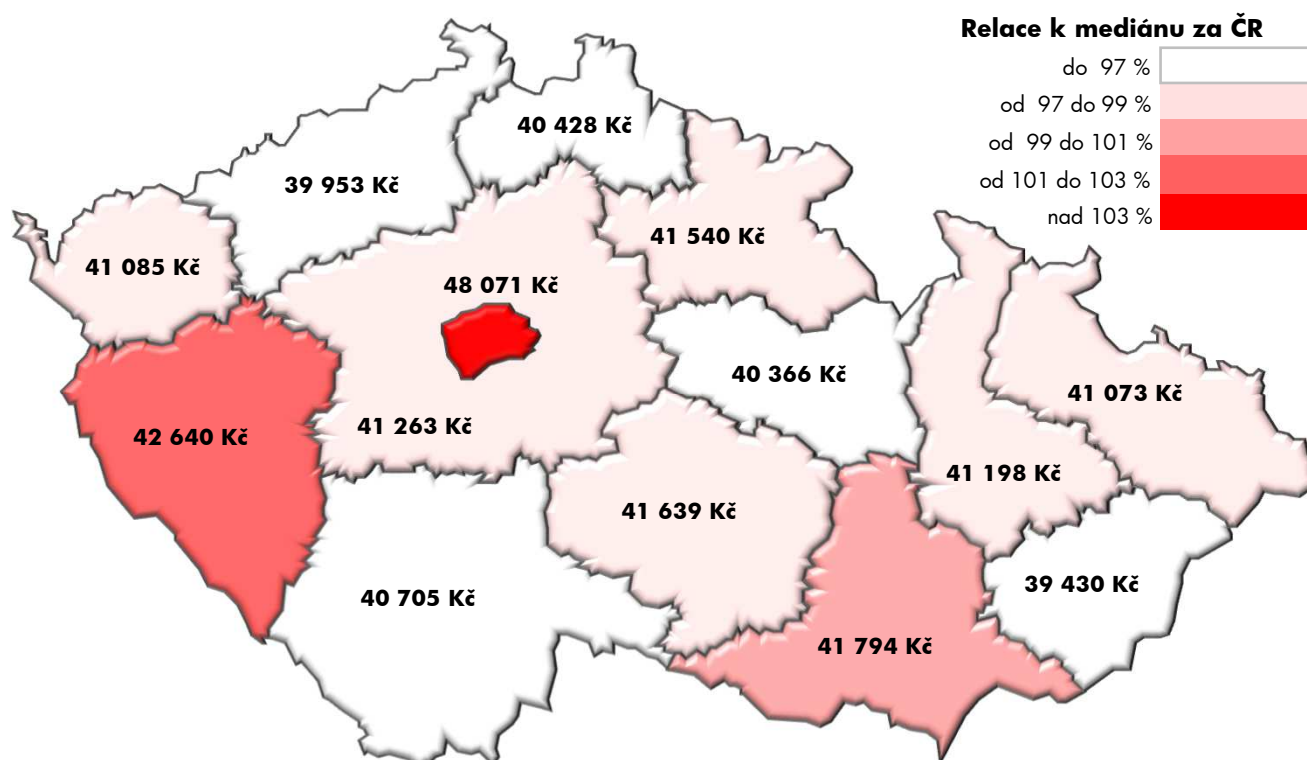 Relace k mediánu za ČR
do 97 %
od 97 do 99 %
od 99 do 101 %
od 101 do 103 %
nad 103 %
40 428 Kč
39 953 Kč
41 540 Kč
41 085 Kč
48 071 Kč
40 366 Kč
41 073 Kč
42 640 Kč
41 263 Kč
41 198 Kč
41 639 Kč
39 430 Kč
40 705 Kč
41 794 Kč